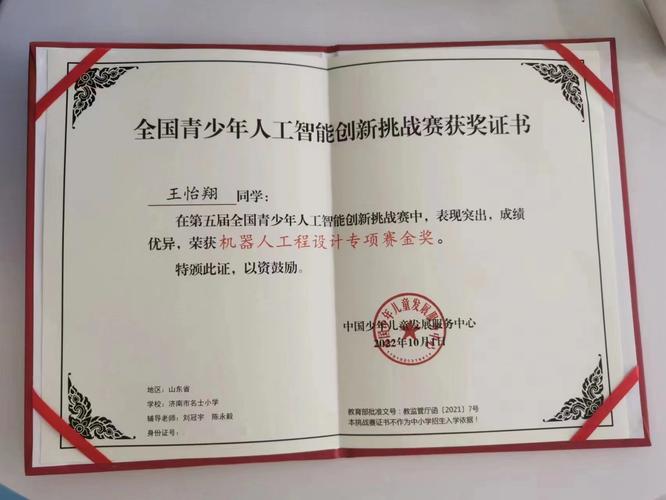 全国青少年人工智能创新挑战赛获奖证书
王怡翔 同学：
在第五届全国青少年人工智能创新挑战赛中，表现突出，成绩
优异，荣获机器人工程设计专项赛金奖。
特颁此证，以资鼓励。
中国少年儿童发展服务中心
2022年10月1日
地区：山东省
学校：济南市名士小学
辅导老师：刘冠宇 陈永毅
身份证号：
教育部批准文号：教监管厅函〔2021〕7号
本挑战赛证书不作为中小学招生入学依据！